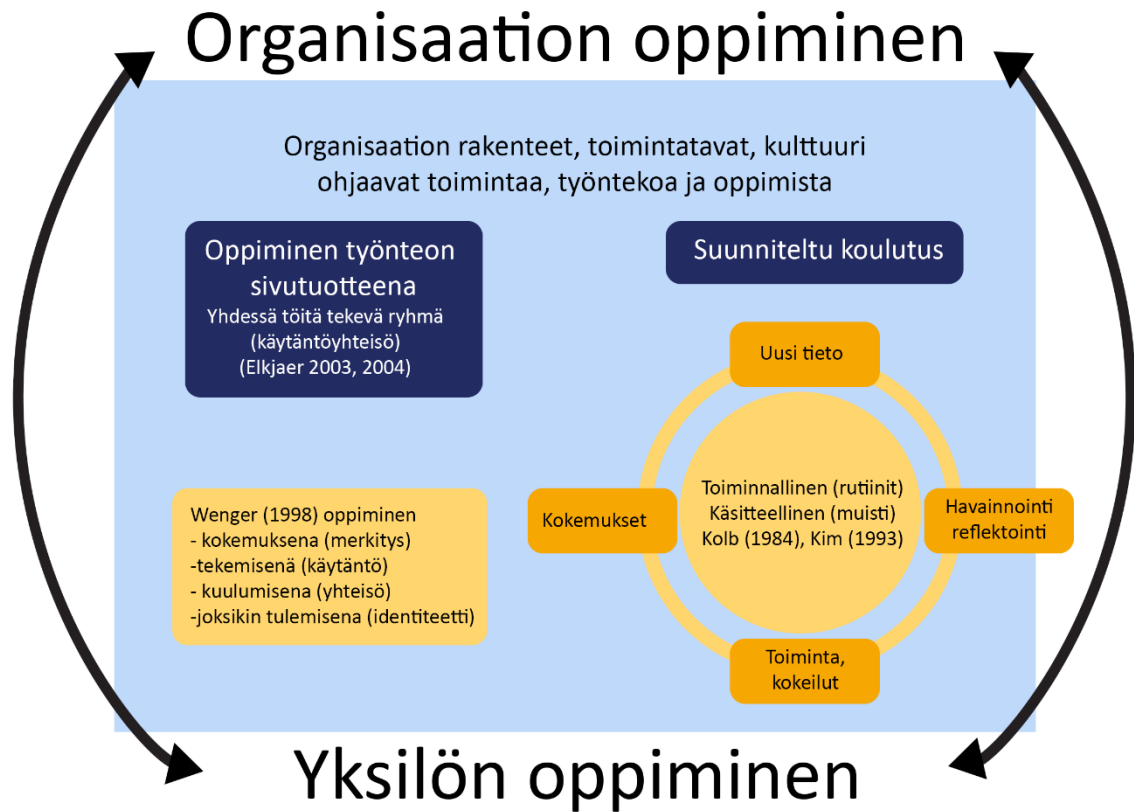 Organisaation oppiminen
Organisaation rakenteet, toimintatavat, kulttuuri
ohjaavat toimintaa, työntekoa ja oppimista
Oppiminen työnteon
sivutuotteena
Yhdessä töitä tekevä ryhmä
(käytäntöyhteisö)
(Elkjaer 2003, 2004)
Wenger (1998) oppiminen
- kokemuksena (merkitys)
-tekemisenä (käytäntö)
- kuulumisena (yhteisö)
-joksikin tulemisena (identiteetti)
Suunniteltu koulutus
Uusi tieto
Kokemukset
Toiminnallinen (rutiinit)
Käsitteellinen (muisti)
Kolb (1984), Kim (1993)
Havainnointi
reflektointi
Toiminta,
kokeilut
Yksilön oppiminen